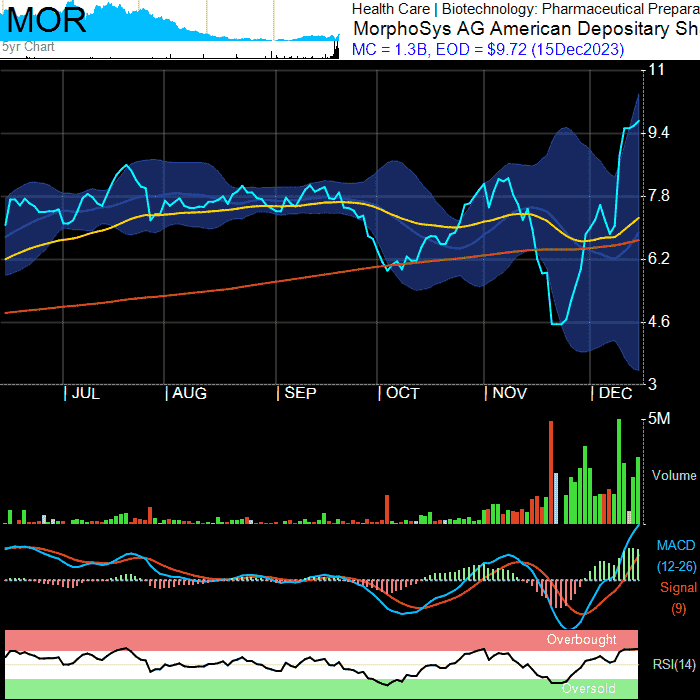 MOR
5yr Chart
Health Care | Biotechnology: Pharmaceutical Prepara
MorphoSys AG American Depositary Sh
MC = 1.3B, EOD = $9.72 (15Dec2023)
11
9.4
7.8
6.2
4.6
3
| JUL | AUG | SEP | OCT | NOV | DEC
5M
Volume
MACD
(12-26)
Signal
(9)
Overbought
RSI(14)
Oversold